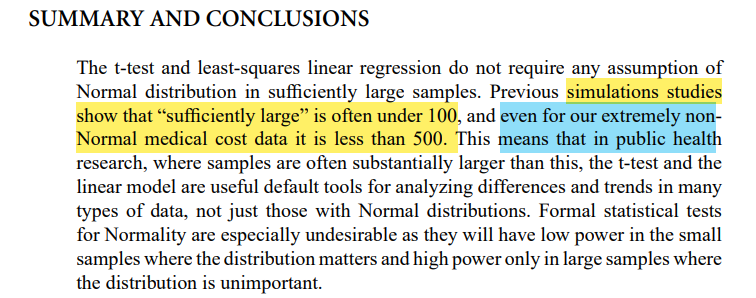 SUMMARY AND CONCLUSIONS
The t-test and least-squares linear regression do not require any assumption of
Normal distribution in sufficiently large samples. Previous simulations studies
show that “sufficiently large” is often under 100, and even for our extremely non-
Normal medical cost data it is less than 500. This means that in public health
research, where samples are often substantially larger than this, the t-test and the
linear model are useful default tools for analyzing differences and trends in many
types of data, not just those with Normal distributions. Formal statistical tests
for Normality are especially undesirable as they will have low power in the small
samples where the distribution matters and high power only in large samples where
the distribution is unimportant.